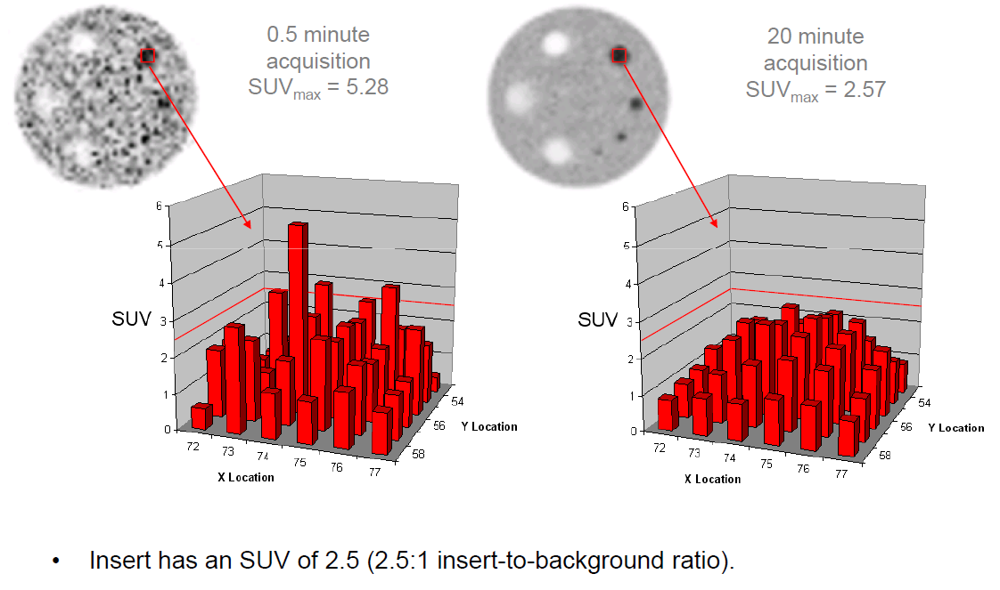 0.5 minute
acquisition
SUVmax = 5.28
20 minute
acquisition
SUVmax = 2.57
6
5
4
3
2
1
0
SUV
72
73
74
75
76
77
X Location
54
56
58
Y Location
6
5
4
3
2
1
0
SUV
72
73
74
75
76
77
X Location
54
56
58
Y Location
• Insert has an SUV of 2.5 (2.5:1 insert-to-background ratio).